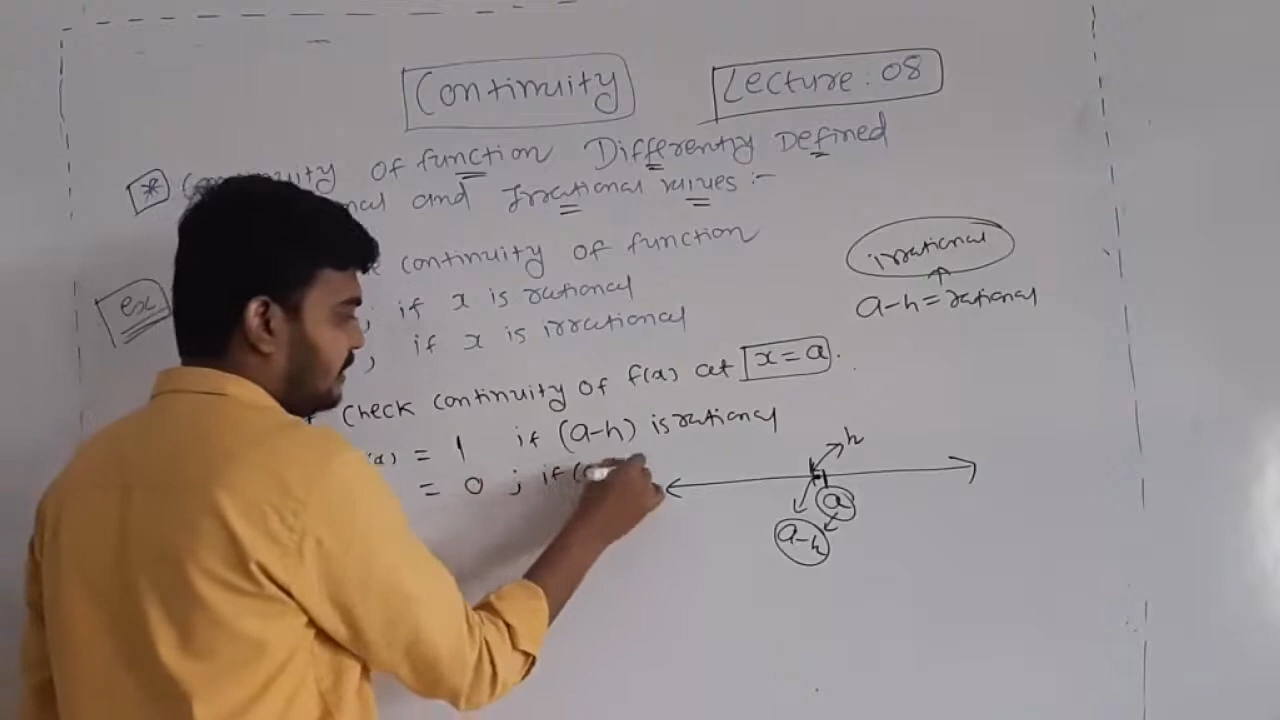 Continuity
Lecture: 08
* of function Differently Defined
and Irrational values :-
ex continuity of function
; if x is rational
; if x is irrational
check continuity of f(x) at x = a.
= 1 if (a-h) is rational
= 0 ; if (
irrational
a-h = rational
h
a
a-h